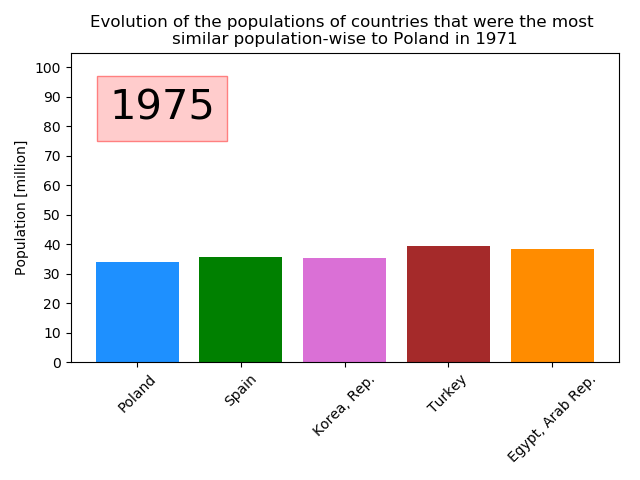 Evolution of the populations of countries that were the most
similar population-wise to Poland in 1971
1975
Population [million]
100
90
80
70
60
50
40
30
20
10
0
Poland
Spain
Korea, Rep.
Turkey
Egypt, Arab Rep.